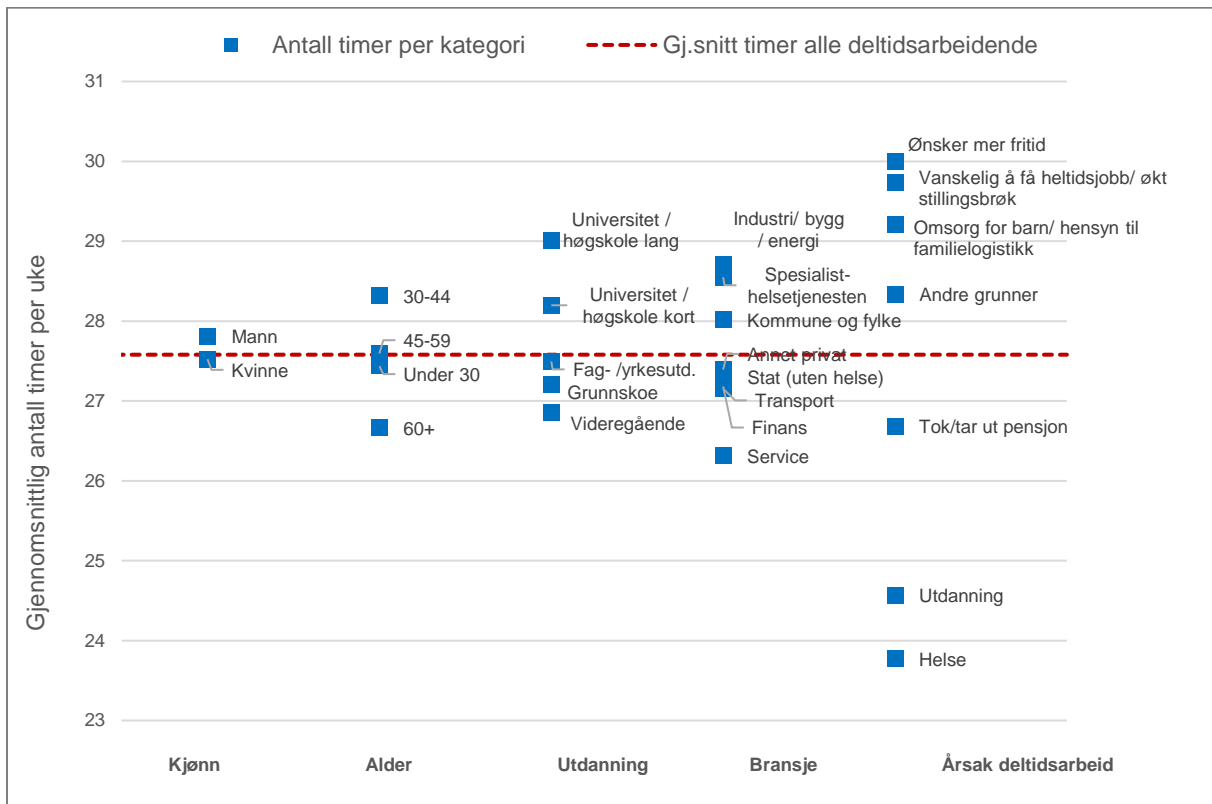 Antall timer per kategori
Gj.snitt timer alle deltidsarbeidende
Gjennomsnittlig antall timer per uke
31
30
29
28
27
26
25
24
23
Mann
Kvinne
30-44
45-59
Under 30
60+
Universitet /
høgskole lang
Universitet /
høgskole kort
Fag- /yrkesutd.
Grunnskoe
Videregående
Industri/ bygg
/ energi
Spesialist-
helsetjenesten
Kommune og fylke
Annet privat
Stat (uten helse)
Transport
Finans
Service
Ønsker mer fritid
Vanskelig å få heltidsjobb/ økt
stillingsbrøk
Omsorg for barn/ hensyn til
familielogistikk
Andre grunner
Tok/tar ut pensjon
Utdanning
Helse
Kjønn
Alder
Utdanning
Bransje
Årsak deltidsarbeid